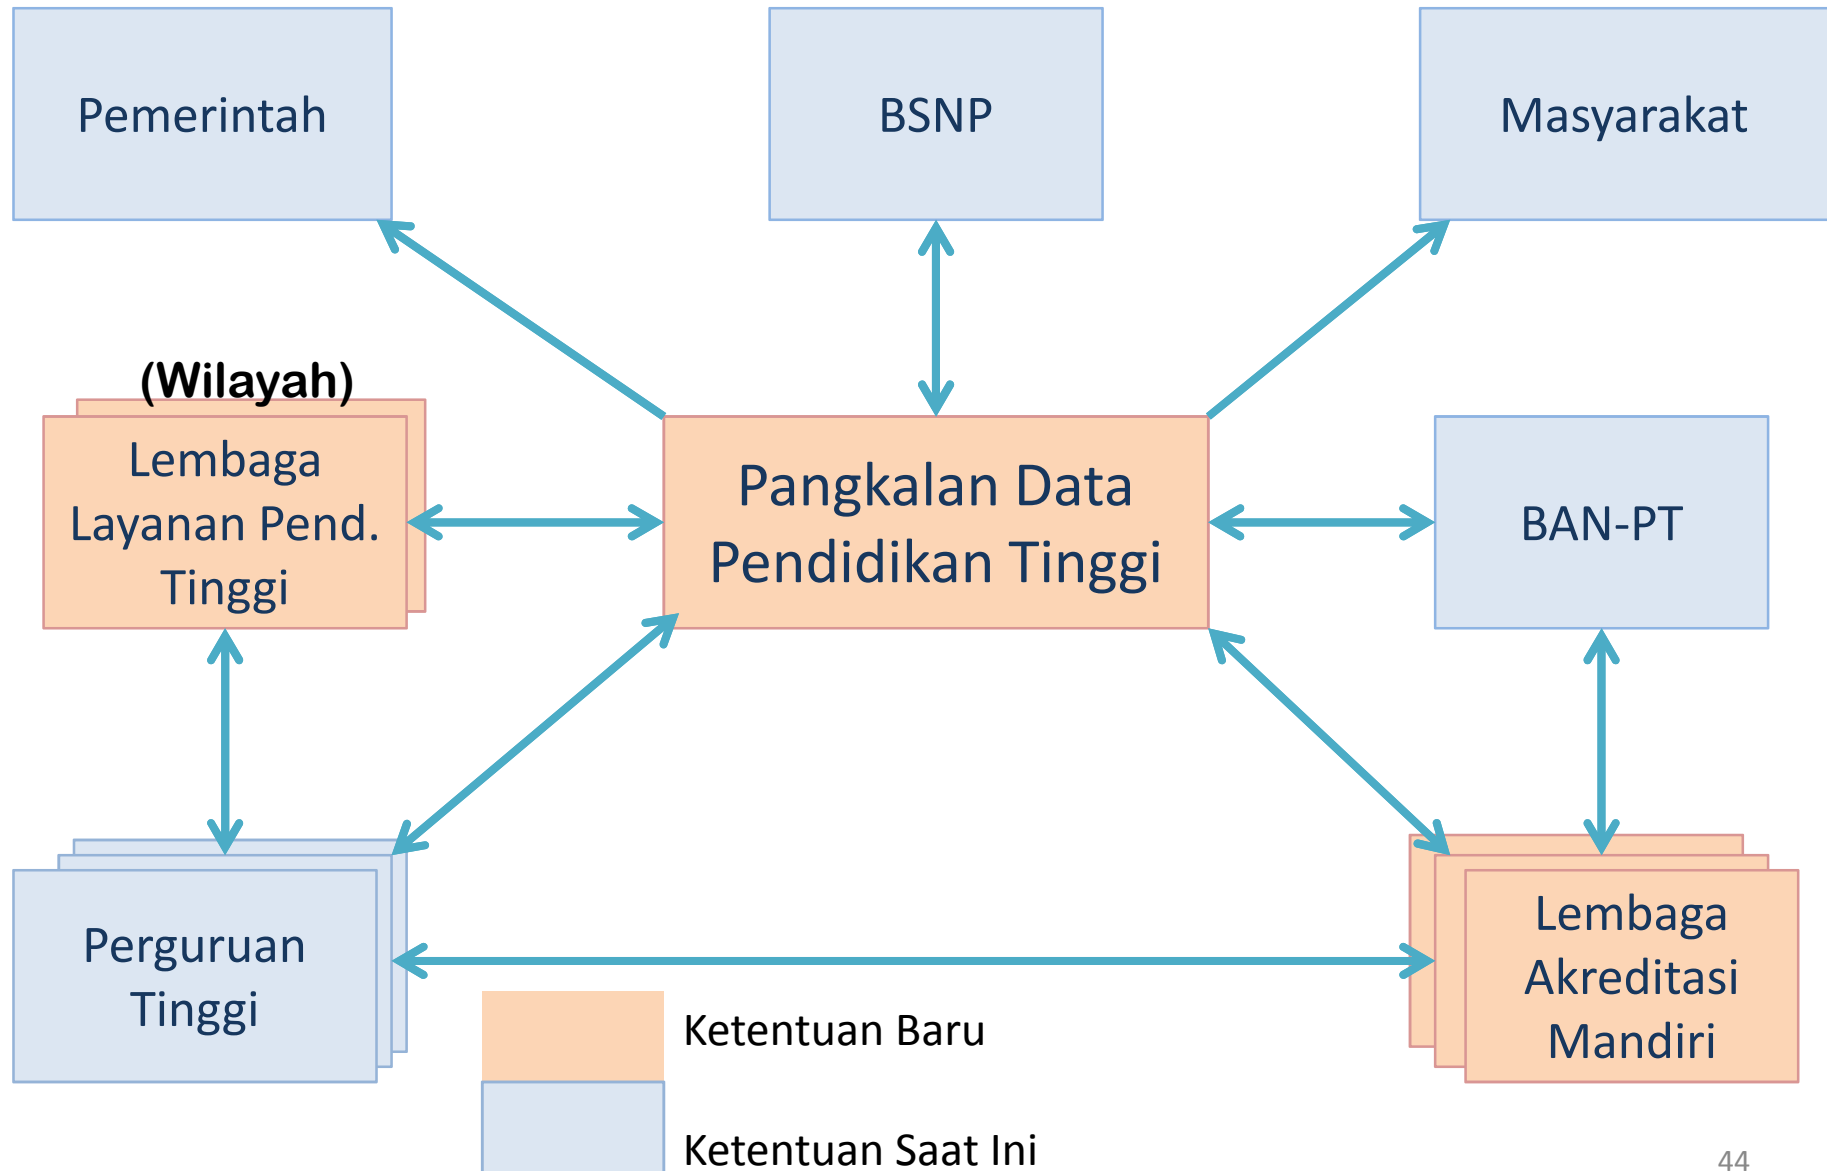 Pemerintah
BSNP
Masyarakat
(Wilayah)
Lembaga
Layanan Pend.
Tinggi
Pangkalan Data
Pendidikan Tinggi
BAN-PT
Perguruan
Tinggi
Lembaga
Akreditasi
Mandiri
Ketentuan Baru
Ketentuan Saat Ini
44